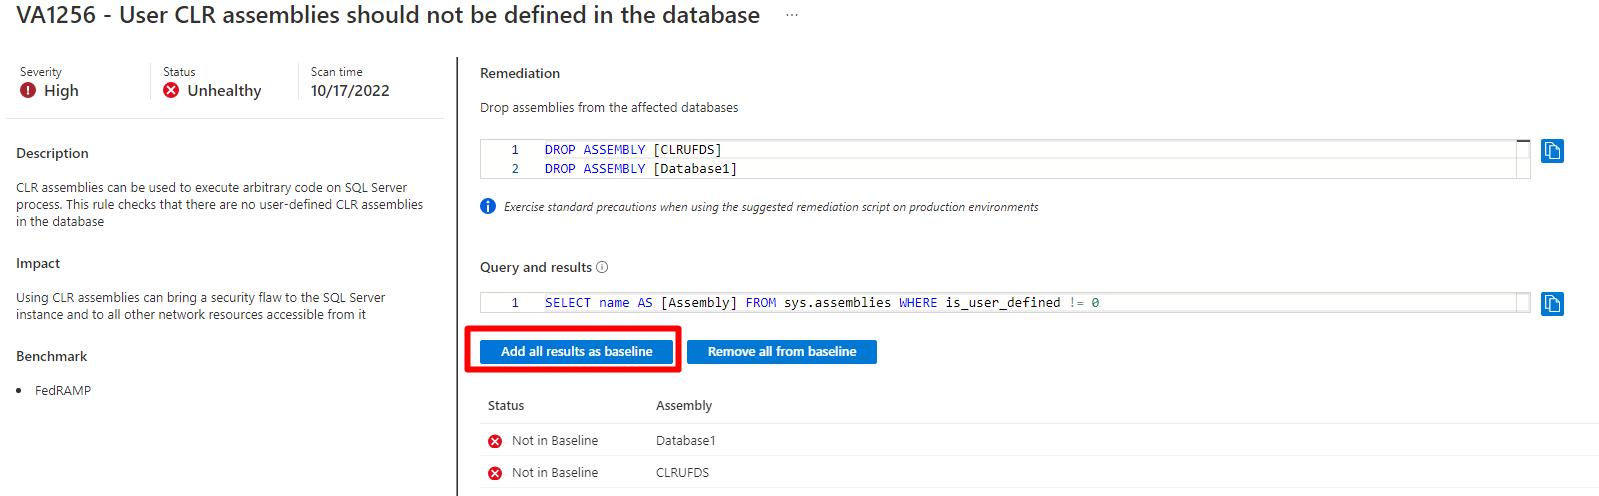 VA1256 - User CLR assemblies should not be defined in the database ...
Severity
High
Status
Unhealthy
Scan time
10/17/2022
Description
CLR assemblies can be used to execute arbitrary code on SQL Server
process. This rule checks that there are no user-defined CLR assemblies
in the database
Impact
Using CLR assemblies can bring a security flaw to the SQL Server
instance and to all other network resources accessible from it
Benchmark
• FedRAMP
Remediation
Drop assemblies from the affected databases
1 DROP ASSEMBLY [CLRUFDS]
2 DROP ASSEMBLY [Database1]
Exercise standard precautions when using the suggested remediation script on production environments
Query and results
1 SELECT name AS [Assembly] FROM sys.assemblies WHERE is_user_defined != 0
Add all results as baseline
Remove all from baseline
Status Assembly
Not in Baseline Database1
Not in Baseline CLRUFDS